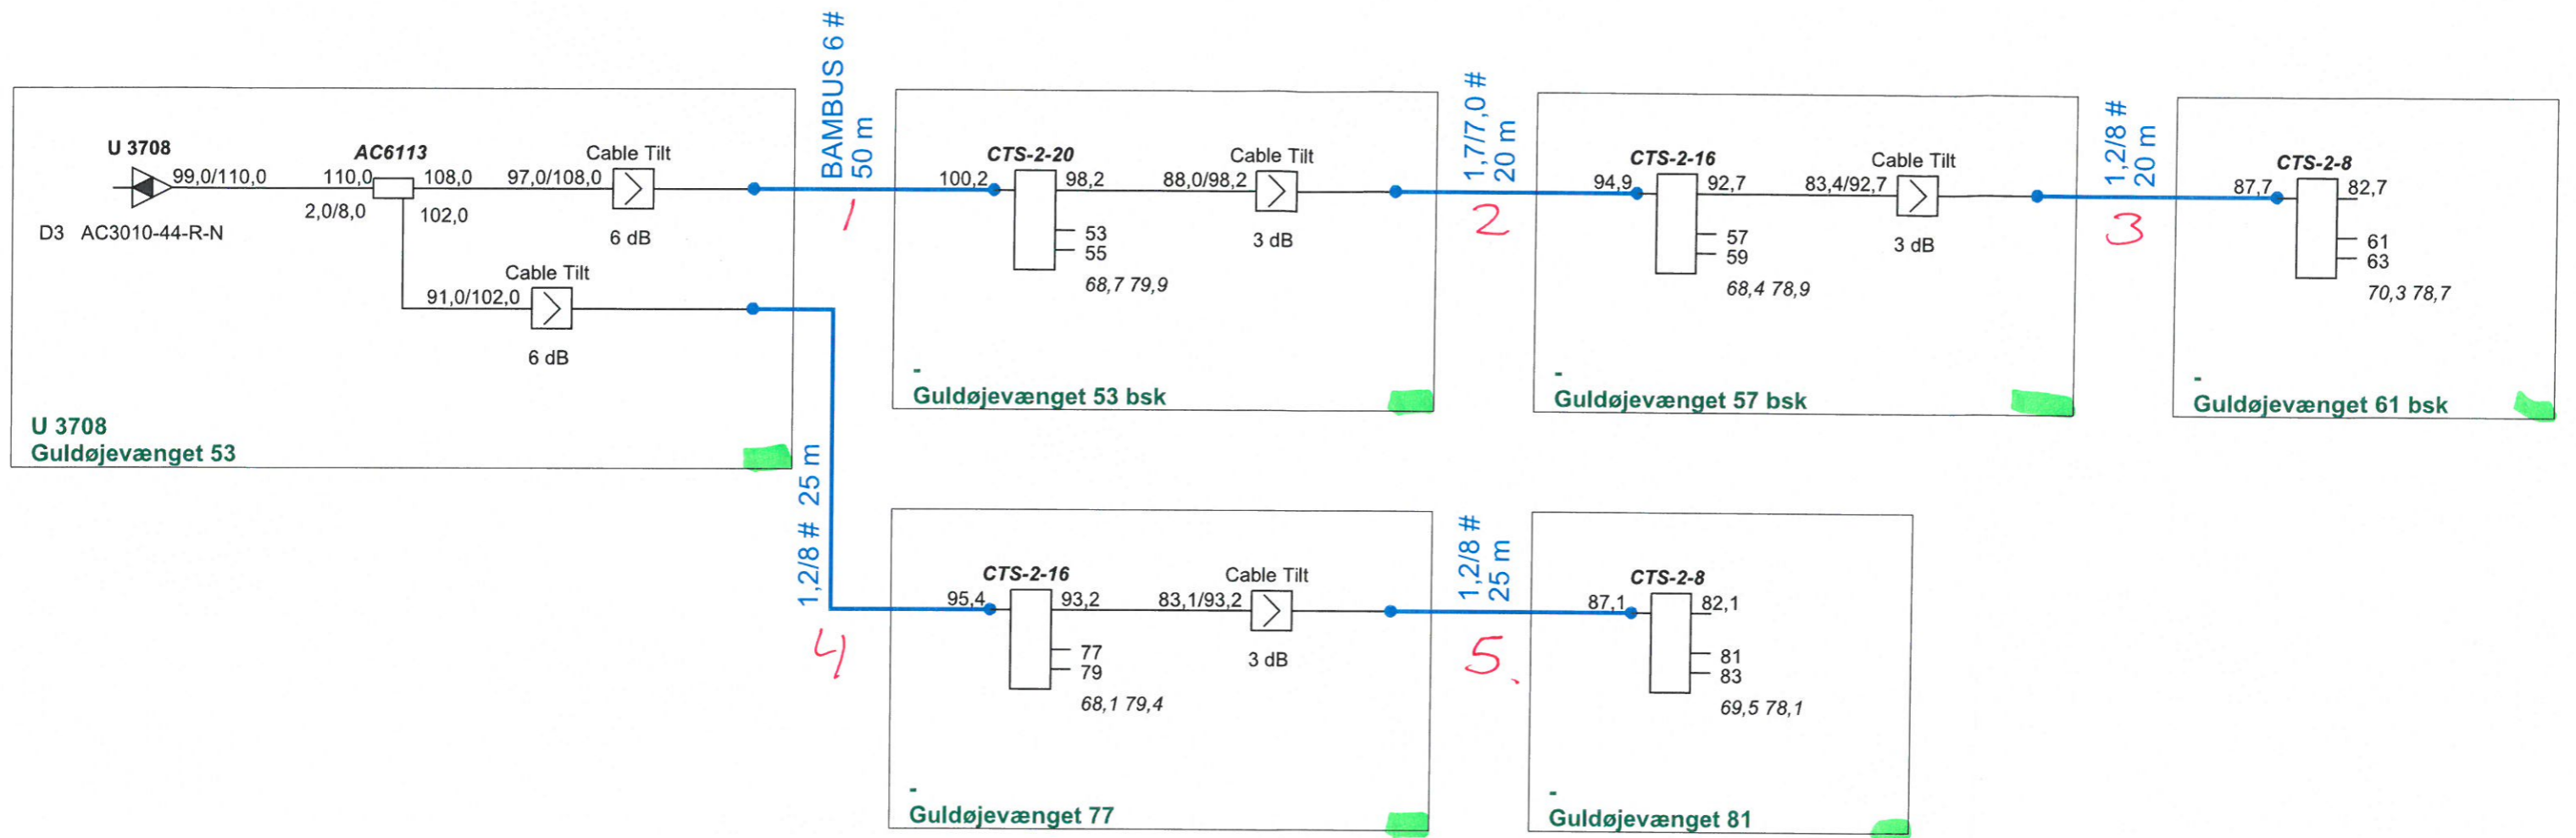 U 3708
99,0/110,0
D3 AC3010-44-R-N
AC6113
110,0
108,0
2,0/8,0
102,0
Cable Tilt
97,0/108,0
6 dB
Cable Tilt
91,0/102,0
6 dB
U 3708
Guldøjevænget 53
BAMBUS 6 #
50 m
1
CTS-2-20
100,2
98,2
53
55
68,7 79,9
Cable Tilt
88,0/98,2
3 dB
-
Guldøjevænget 53 bsk
1,7/7,0 #
20 m
2
CTS-2-16
94,9
92,7
57
59
68,4 78,9
Cable Tilt
83,4/92,7
3 dB
-
Guldøjevænget 57 bsk
1,2/8 #
20 m
3
CTS-2-8
87,7
82,7
61
63
70,3 78,7
-
Guldøjevænget 61 bsk
1,2/8 # 25 m
4
CTS-2-16
95,4
93,2
77
79
68,1 79,4
Cable Tilt
83,1/93,2
3 dB
-
Guldøjevænget 77
1,2/8 #
25 m
5.
CTS-2-8
87,1
82,1
81
83
69,5 78,1
-
Guldøjevænget 81